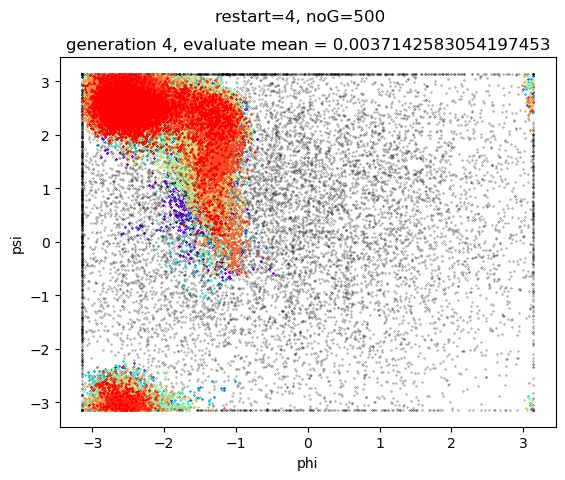 restart=4, noG=500
generation 4, evaluate mean = 0.0037142583054197453
3
2
1
0
−1
−2
−3
psi
−3 −2 −1 0 1 2 3
phi